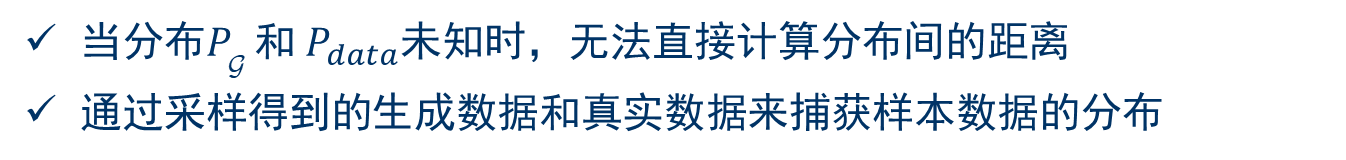 ✓ 当分布𝑃𝒢 和 𝑃𝑑𝑎𝑡𝑎未知时，无法直接计算分布间的距离
✓ 通过采样得到的生成数据和真实数据来捕获样本数据的分布